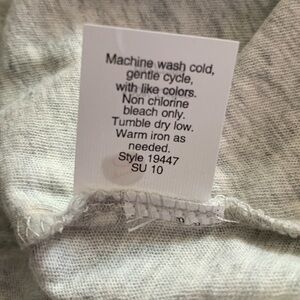 Machine wash cold,
gentle cycle,
with like colors.
Non chlorine
bleach only.
Tumble dry low.
Warm iron as
needed.
Style 19447
SU 10